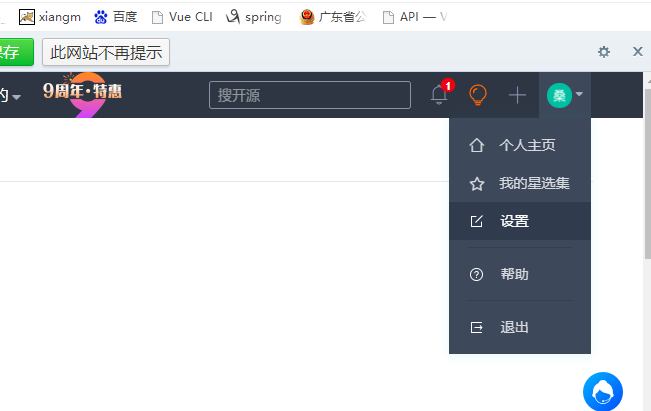 xiangm 百度 Vue CLI spring 广东省公 API — V
保存 此网站不再提示
的 9周年·特惠 9 搜开源 1 桑
个人主页
我的星选集
设置
帮助
退出